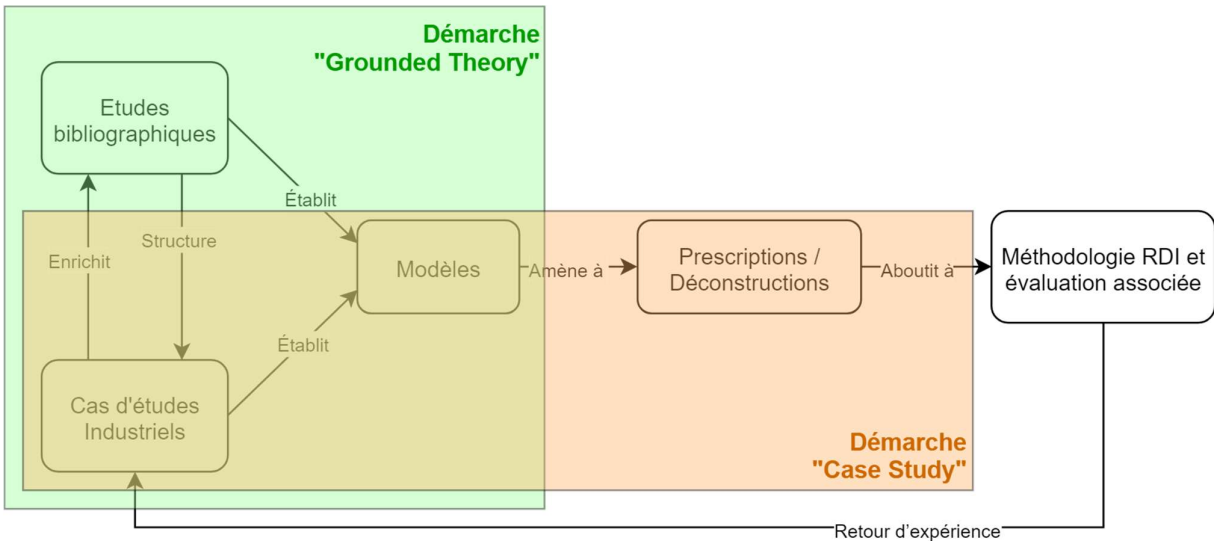 Démarche
"Grounded Theory"
Etudes
bibliographiques
Établit
Enrichit
Structure
Modèles
Amène à
Prescriptions /
Déconstructions
Aboutit à
Méthodologie RDI et
évaluation associée
Établit
Cas d'études
Industriels
Démarche
"Case Study"
Retour d’expérience